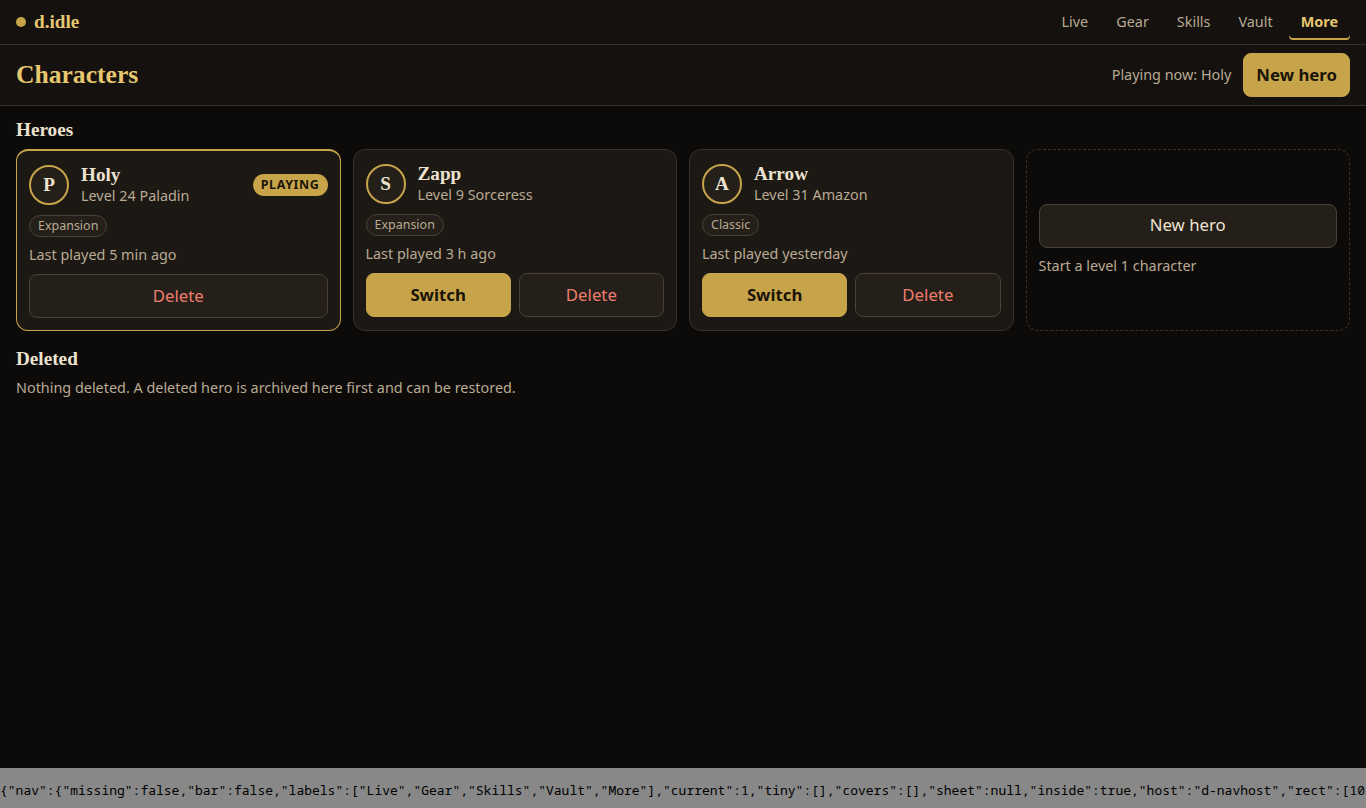 d.idle Live Gear Skills Vault More
Characters Playing now: Holy New hero
Heroes
P Holy PLAYING
Level 24 Paladin
Expansion
Last played 5 min ago
Delete
S Zapp
Level 9 Sorceress
Expansion
Last played 3 h ago
Switch Delete
A Arrow
Level 31 Amazon
Classic
Last played yesterday
Switch Delete
New hero
Start a level 1 character
Deleted
Nothing deleted. A deleted hero is archived here first and can be restored.
{"nav":{"missing":false,"bar":false,"labels":["Live","Gear","Skills","Vault","More"],"current":1,"tiny":[],"covers":[],"sheet":null,"inside":true,"host":"d-navhost","rect":[10